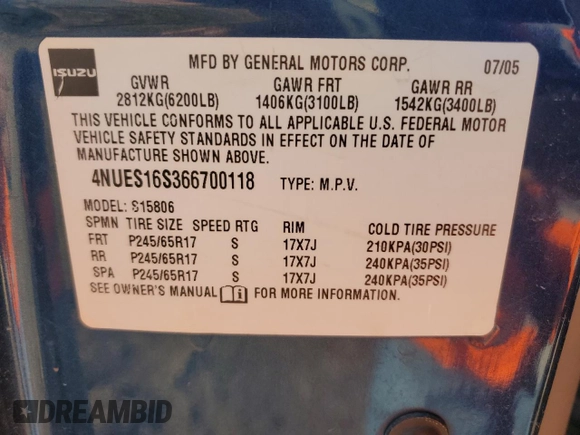 ISUZU
MFD BY GENERAL MOTORS CORP. 07/05
GVWR GAWR FRT GAWR RR
2812KG(6200LB) 1406KG(3100LB) 1542KG(3400LB)
THIS VEHICLE CONFORMS TO ALL APPLICABLE U.S. FEDERAL MOTOR
VEHICLE SAFETY STANDARDS IN EFFECT ON THE DATE OF
MANUFACTURE SHOWN ABOVE.
4NUES16S366700118 TYPE: M.P.V.
MODEL: S15806
SPMN TIRE SIZE SPEED RTG RIM COLD TIRE PRESSURE
FRT P245/65R17 S 17X7J 210KPA(30PSI)
RR P245/65R17 S 17X7J 240KPA(35PSI)
SPA P245/65R17 S 17X7J 240KPA(35PSI)
SEE OWNER'S MANUAL i FOR MORE INFORMATION.
DREAMBID